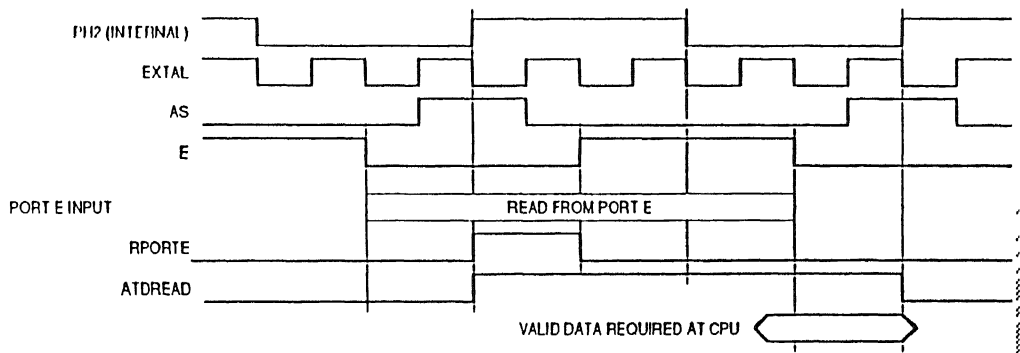 PH2 (INTERNAL)
EXTAL
AS
E
PORT E INPUT
READ FROM PORT E
RPORTE
ATDREAD
VALID DATA REQUIRED AT CPU